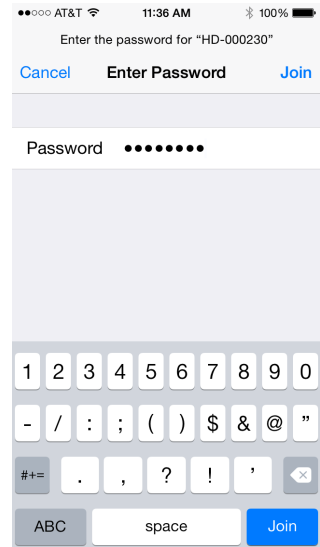 AT&T 11:36 AM 100%
Enter the password for “HD-000230”
Cancel Enter Password Join
Password ••••••••
1 2 3 4 5 6 7 8 9 0
- / : ; ( ) $ & @ ”
#+= . , ? ! ’
ABC space Join